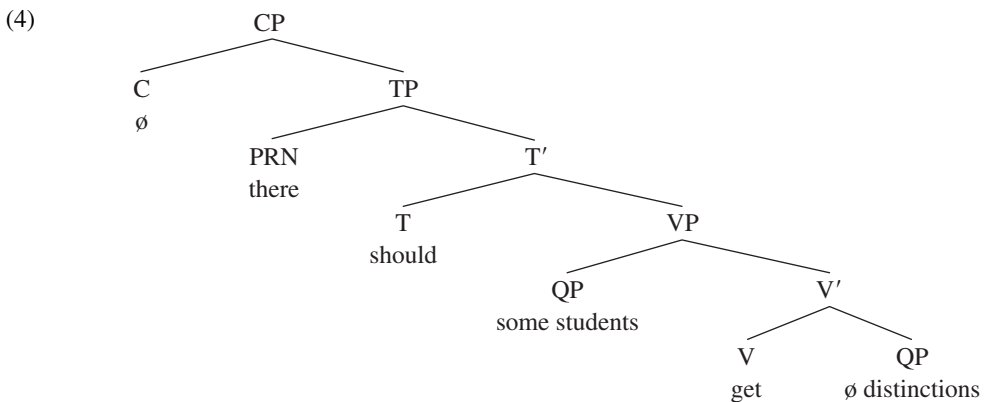 (4) CP
C TP
ø
PRN T′
there
T VP
should
QP V′
some students
V QP
get ø distinctions